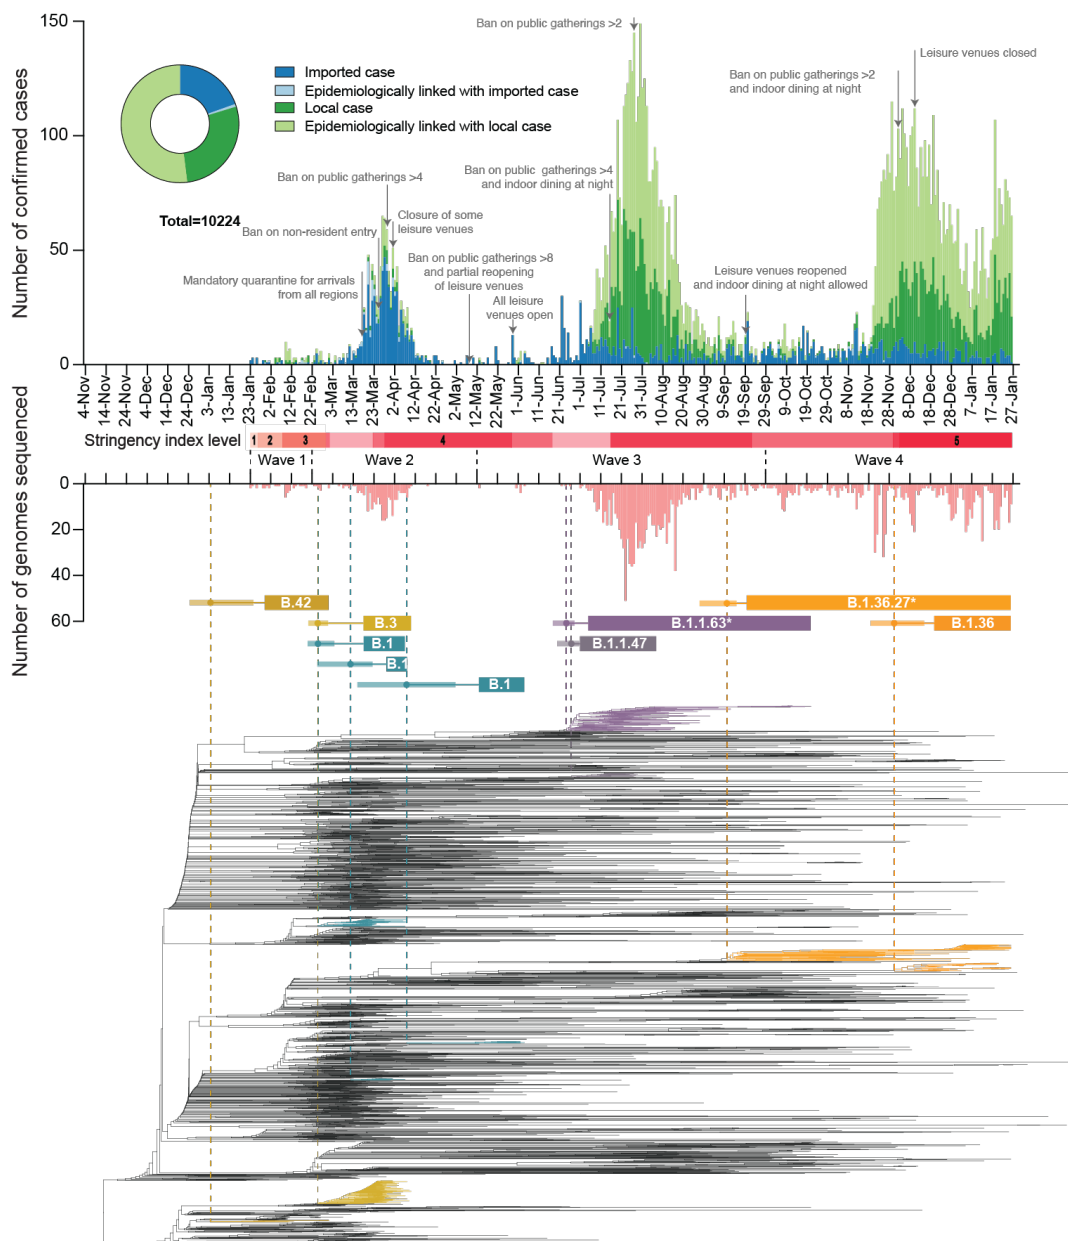 Number of confirmed cases
150
100
50
0
Imported case
Epidemiologically linked with imported case
Local case
Epidemiologically linked with local case
Total=10224
Mandatory quarantine for arrivals
from all regions
Ban on non-resident entry
Ban on public gatherings >4
Closure of some
leisure venues
Ban on public gatherings >8
and partial reopening
of leisure venues
All leisure
venues open
Ban on public gatherings >4
and indoor dining at night
Ban on public gatherings >2
Leisure venues reopened
and indoor dining at night allowed
Ban on public gatherings >2
and indoor dining at night
Leisure venues closed
4-Nov
14-Nov
24-Nov
4-Dec
14-Dec
24-Dec
3-Jan
13-Jan
23-Jan
2-Feb
12-Feb
22-Feb
3-Mar
13-Mar
23-Mar
2-Apr
12-Apr
22-Apr
2-May
12-May
22-May
1-Jun
11-Jun
21-Jun
1-Jul
11-Jul
21-Jul
31-Jul
10-Aug
20-Aug
30-Aug
9-Sep
19-Sep
29-Sep
9-Oct
19-Oct
29-Oct
8-Nov
18-Nov
28-Nov
8-Dec
18-Dec
28-Dec
7-Jan
17-Jan
27-Jan
Stringency index level
1
2
3
4
5
Wave 1
Wave 2
Wave 3
Wave 4
Number of genomes sequenced
0
20
40
60
B.42
B.1.36.27*
B.3
B.1.1.63*
B.1.36
B.1
B.1.1.47
B.1
B.1